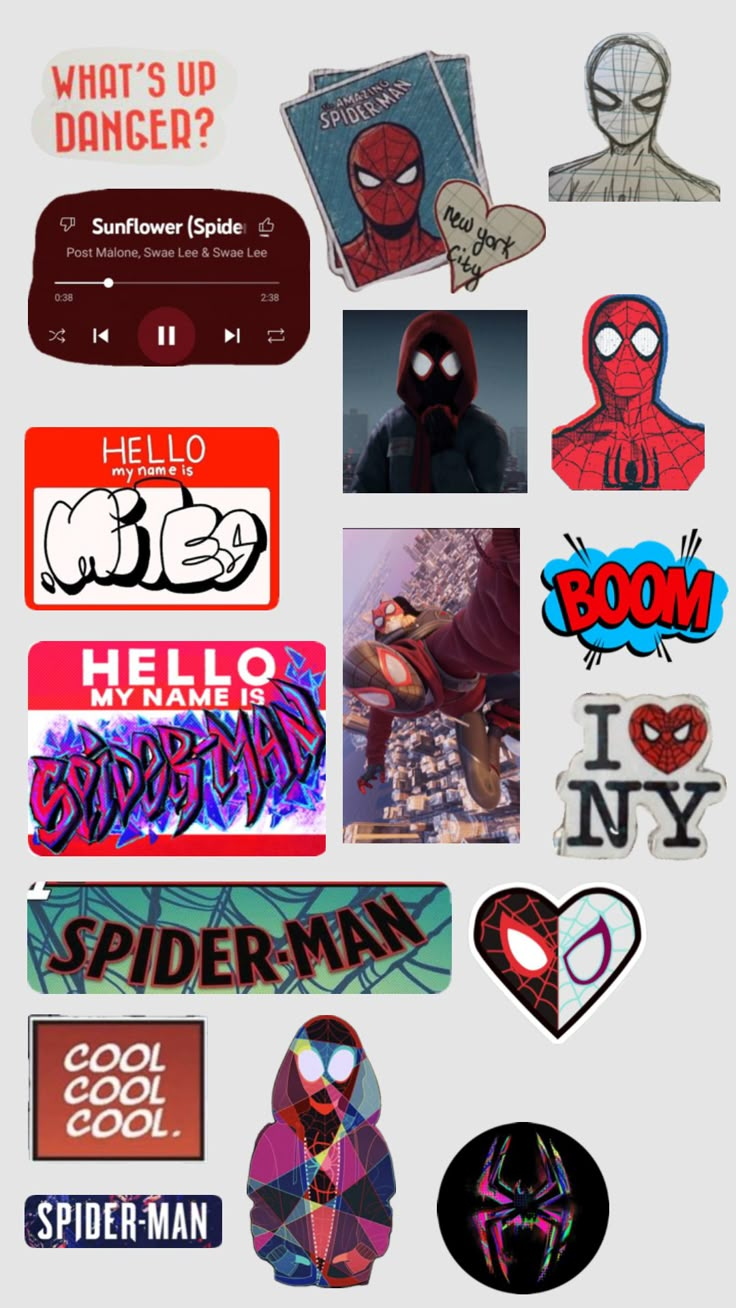 WHAT'S UP
DANGER?
THE AMAZING
SPIDER-MAN
new york
city
Sunflower (Spide
Post Malone, Swae Lee & Swae Lee
0:38
2:38
HELLO
my name is
MiLES
BOOM
HELLO
MY NAME IS
SPIDER-MAN
I
NY
SPIDER-MAN
COOL
COOL
COOL.
SPIDER-MAN